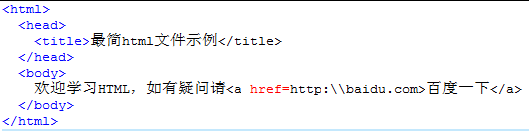 <html>
<head>
<title>最简html文件示例</title>
</head>
<body>
欢迎学习HTML，如有疑问请<a href=http:\\baidu.com>百度一下</a>
</body>
</html>